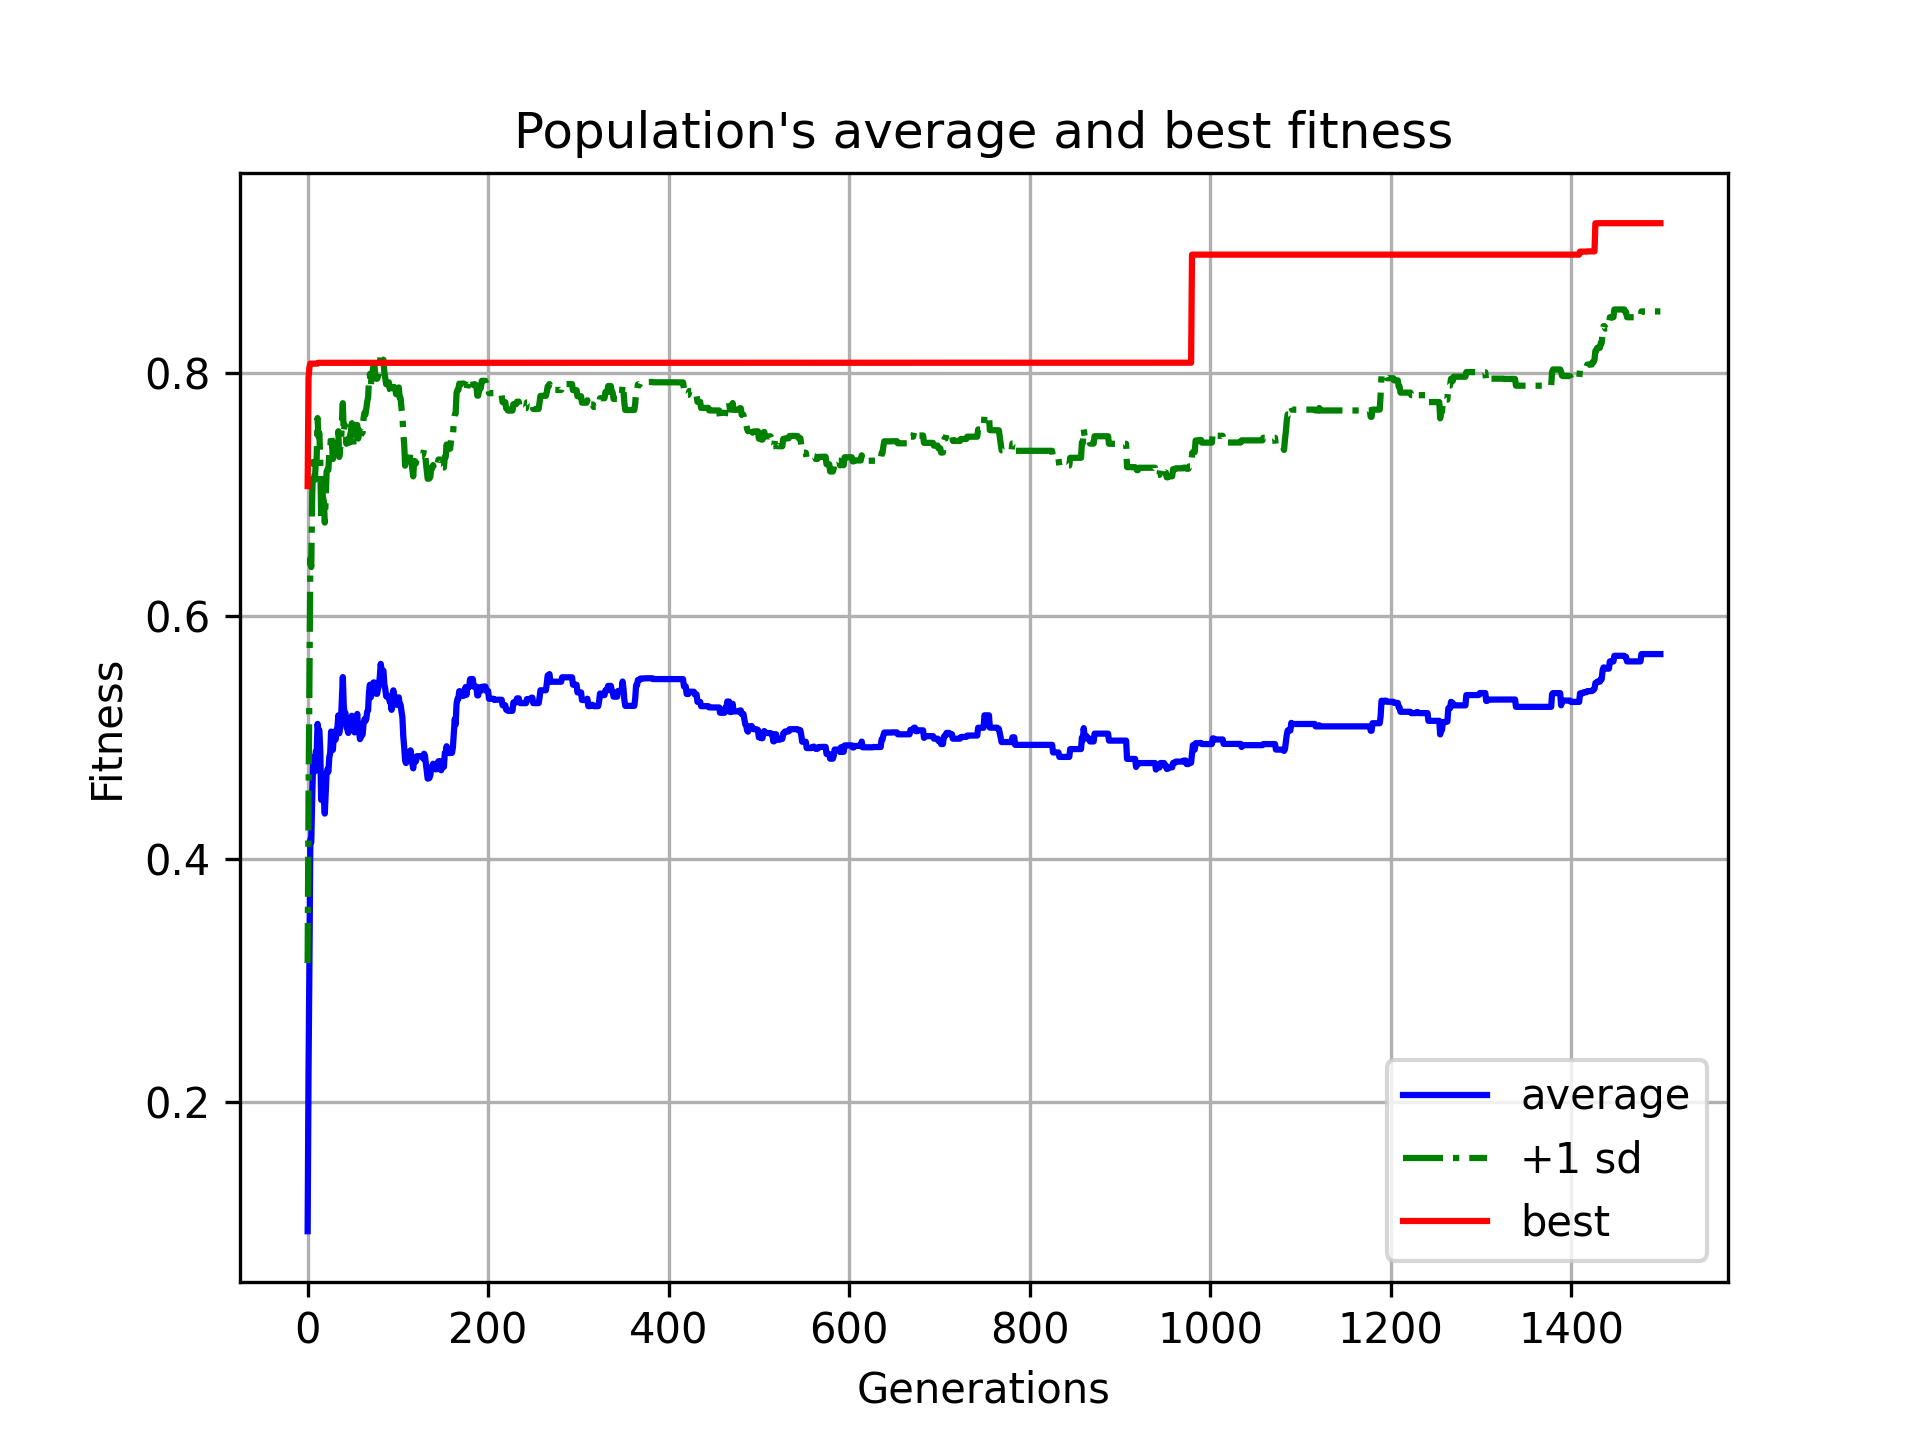 Population's average and best fitness
Fitness
0.8
0.6
0.4
0.2
average
+1 sd
best
0 200 400 600 800 1000 1200 1400
Generations